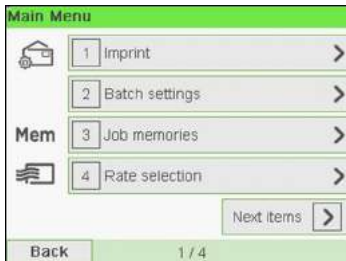 Main Menu
1 Imprint
2 Batch settings
Mem 3 Job memories
4 Rate selection
Next items
Back 1 / 4